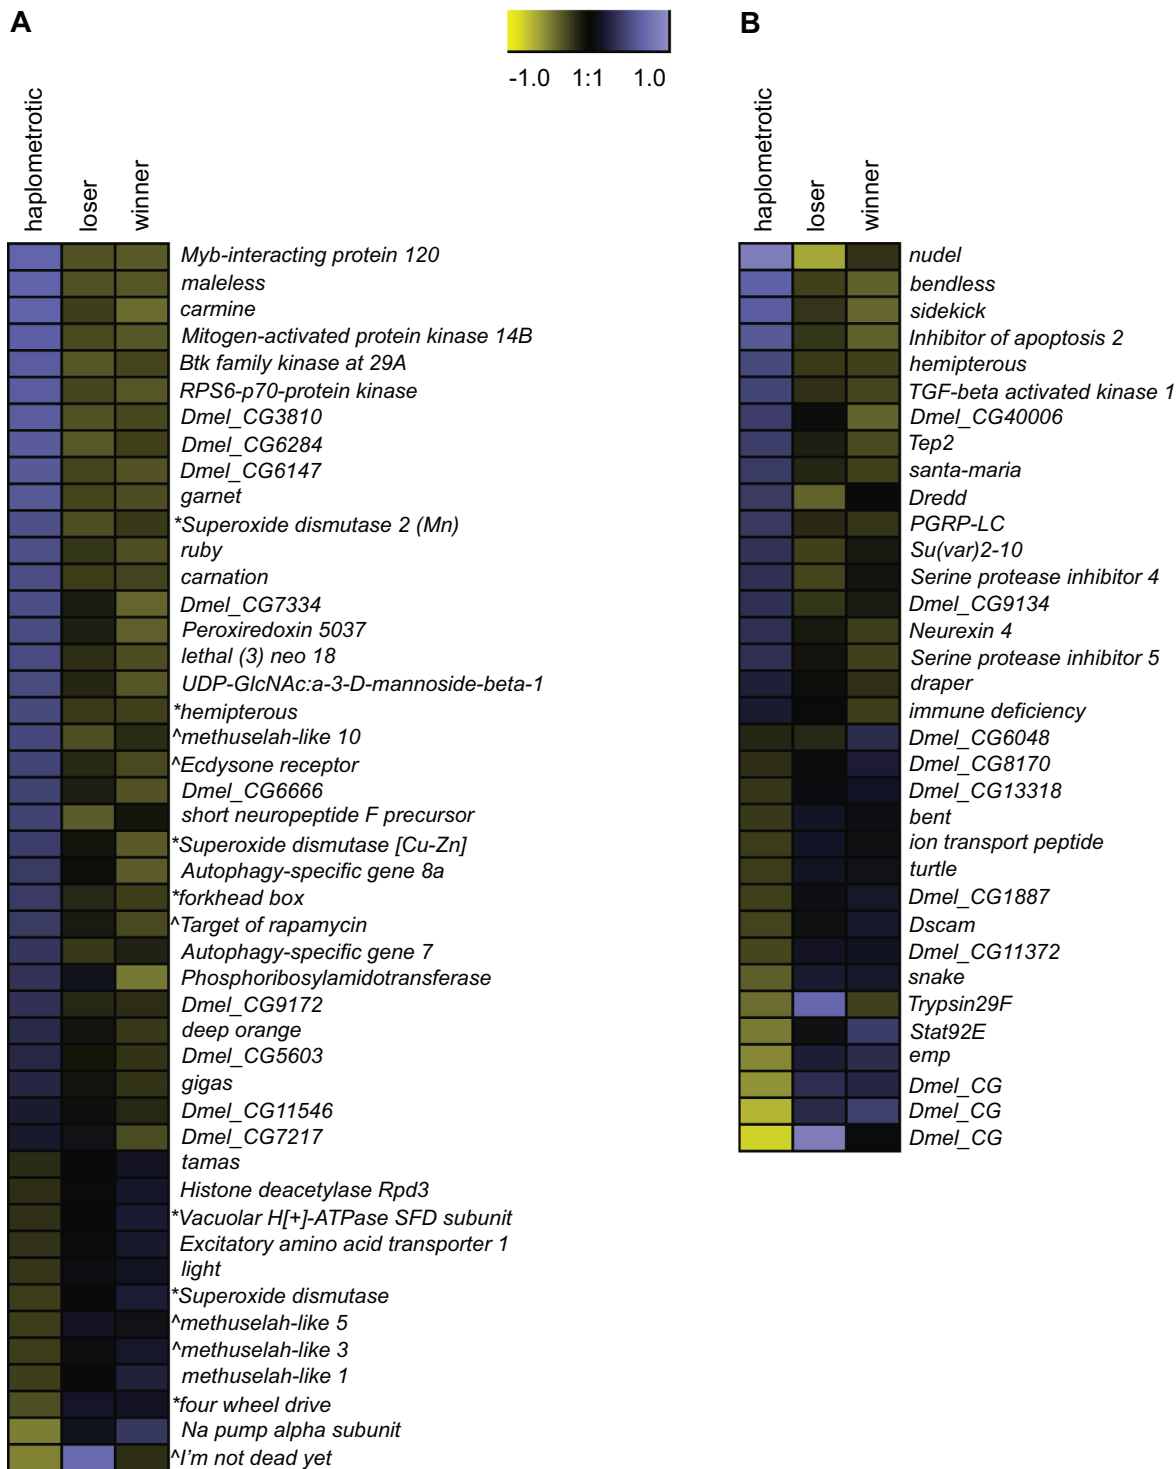 A
B
-1.0 1:1 1.0
haplometrotic
loser
winner
haplometrotic
loser
winner
Myb-interacting protein 120
maleless
carmine
Mitogen-activated protein kinase 14B
Btk family kinase at 29A
RPS6-p70-protein kinase
Dmel_CG3810
Dmel_CG6284
Dmel_CG6147
garnet
*Superoxide dismutase 2 (Mn)
ruby
carnation
Dmel_CG7334
Peroxiredoxin 5037
lethal (3) neo 18
UDP-GlcNAc:a-3-D-mannoside-beta-1
*hemipterous
^methuselah-like 10
^Ecdysone receptor
Dmel_CG6666
short neuropeptide F precursor
*Superoxide dismutase [Cu-Zn]
Autophagy-specific gene 8a
*forkhead box
^Target of rapamycin
Autophagy-specific gene 7
Phosphoribosylamidotransferase
Dmel_CG9172
deep orange
Dmel_CG5603
gigas
Dmel_CG11546
Dmel_CG7217
tamas
Histone deacetylase Rpd3
*Vacuolar H[+]-ATPase SFD subunit
Excitatory amino acid transporter 1
light
*Superoxide dismutase
^methuselah-like 5
^methuselah-like 3
methuselah-like 1
*four wheel drive
Na pump alpha subunit
^I'm not dead yet
nudel
bendless
sidekick
Inhibitor of apoptosis 2
hemipterous
TGF-beta activated kinase 1
Dmel_CG40006
Tep2
santa-maria
Dredd
PGRP-LC
Su(var)2-10
Serine protease inhibitor 4
Dmel_CG9134
Neurexin 4
Serine protease inhibitor 5
draper
immune deficiency
Dmel_CG6048
Dmel_CG8170
Dmel_CG13318
bent
ion transport peptide
turtle
Dmel_CG1887
Dscam
Dmel_CG11372
snake
Trypsin29F
Stat92E
emp
Dmel_CG
Dmel_CG
Dmel_CG